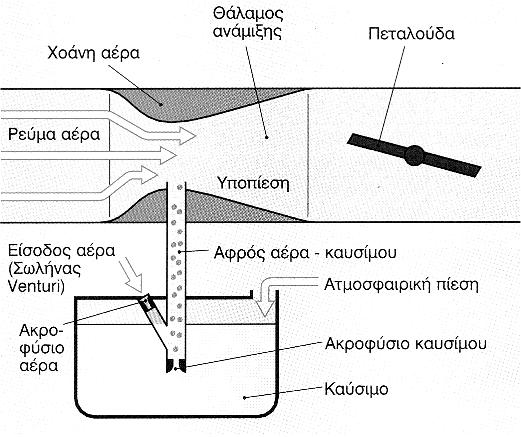 Θάλαμος
ανάμιξης
Πεταλούδα
Χοάνη αέρα
Ρεύμα αέρα
Υποπίεση
Είσοδος αέρα
(Σωλήνας
Venturi)
Αφρός αέρα - καυσίμου
Ατμοσφαιρική πίεση
Ακρο-
φύσιο
αέρα
Ακροφύσιο καυσίμου
Καύσιμο